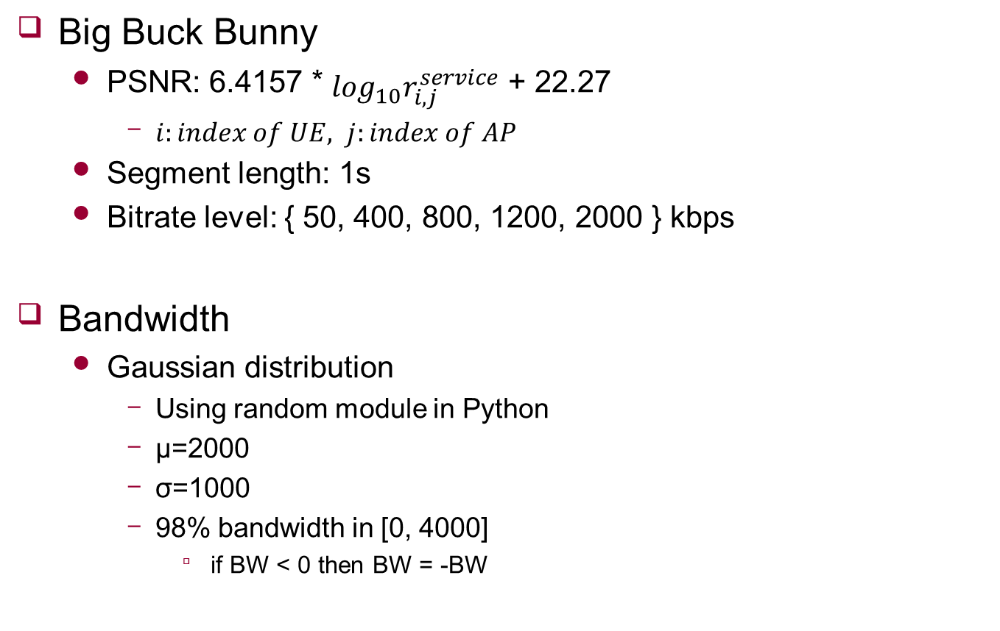 Big Buck Bunny
PSNR: 6.4157 * $log_{10}r_{i,j}^{service}$ + 22.27
– i: index of UE, j: index of AP
Segment length: 1s
Bitrate level: { 50, 400, 800, 1200, 2000 } kbps
Bandwidth
Gaussian distribution
– Using random module in Python
– μ=2000
– σ=1000
– 98% bandwidth in [0, 4000]
if BW < 0 then BW = -BW